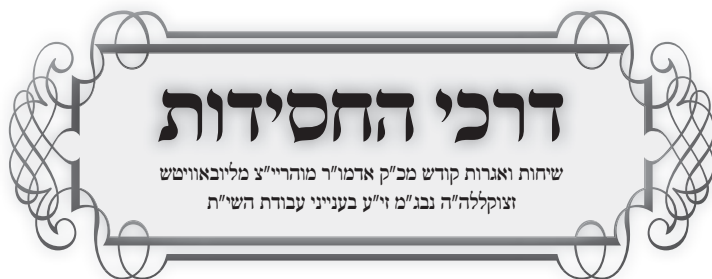 דרכי החסידות
שיחות ואגרות קודש מכ"ק אדמו"ר מוהריי"צ מליובאוויטש
זצוקללה"ה נבג"מ זי"ע בענייני עבודת השי"ת